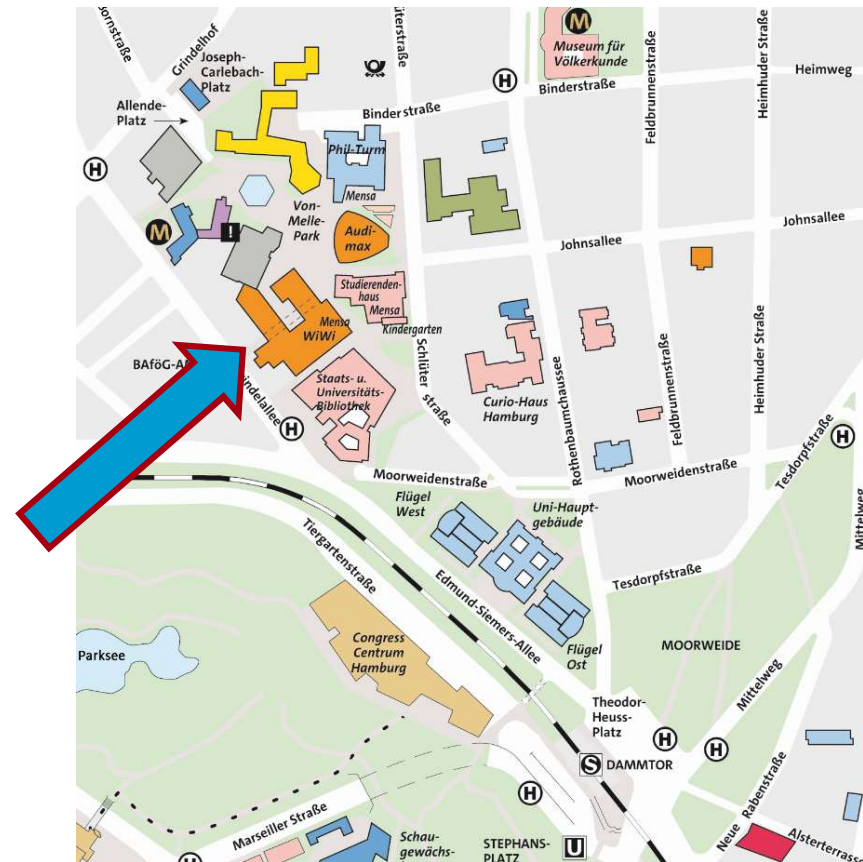 Bornstraße
Grindelhof
Joseph-
Carlebach-
Platz
Allende-
Platz
H
M
!
Von-
Melle-
Park
Phil-Turm
Mensa
Audi-
max
Studierenden-
haus
Mensa
Kindergarten
Mensa
WiWi
Staats- u.
Universitäts-
Bibliothek
H
Binderstraße
H
Binderstraße
M
Museum für
Völkerkunde
Heimweg
Feldbrunnenstraße
Heimhuder Straße
Johnsallee
Johnsallee
Schlüter
straße
Curio-Haus
Hamburg
Rothenbaumchaussee
Feldbrunnenstraße
Heimhuder Straße
H
Tesdorpfstraße
Mittelweg
Moorweidenstraße
Moorweidenstraße
Flügel
West
Uni-Haupt-
gebäude
Flügel
Ost
Edmund-Siemers-Allee
Tiergartenstraße
Tesdorpfstraße
MOORWEIDE
Mittelweg
Congress
Centrum
Hamburg
Parksee
Theodor-
Heuss-
Platz
H
H
S DAMMTOR
H
Neue Rabenstraße
Marseiller Straße
H
Schau-
gewächs-
STEPHANS-
PLATZ
U